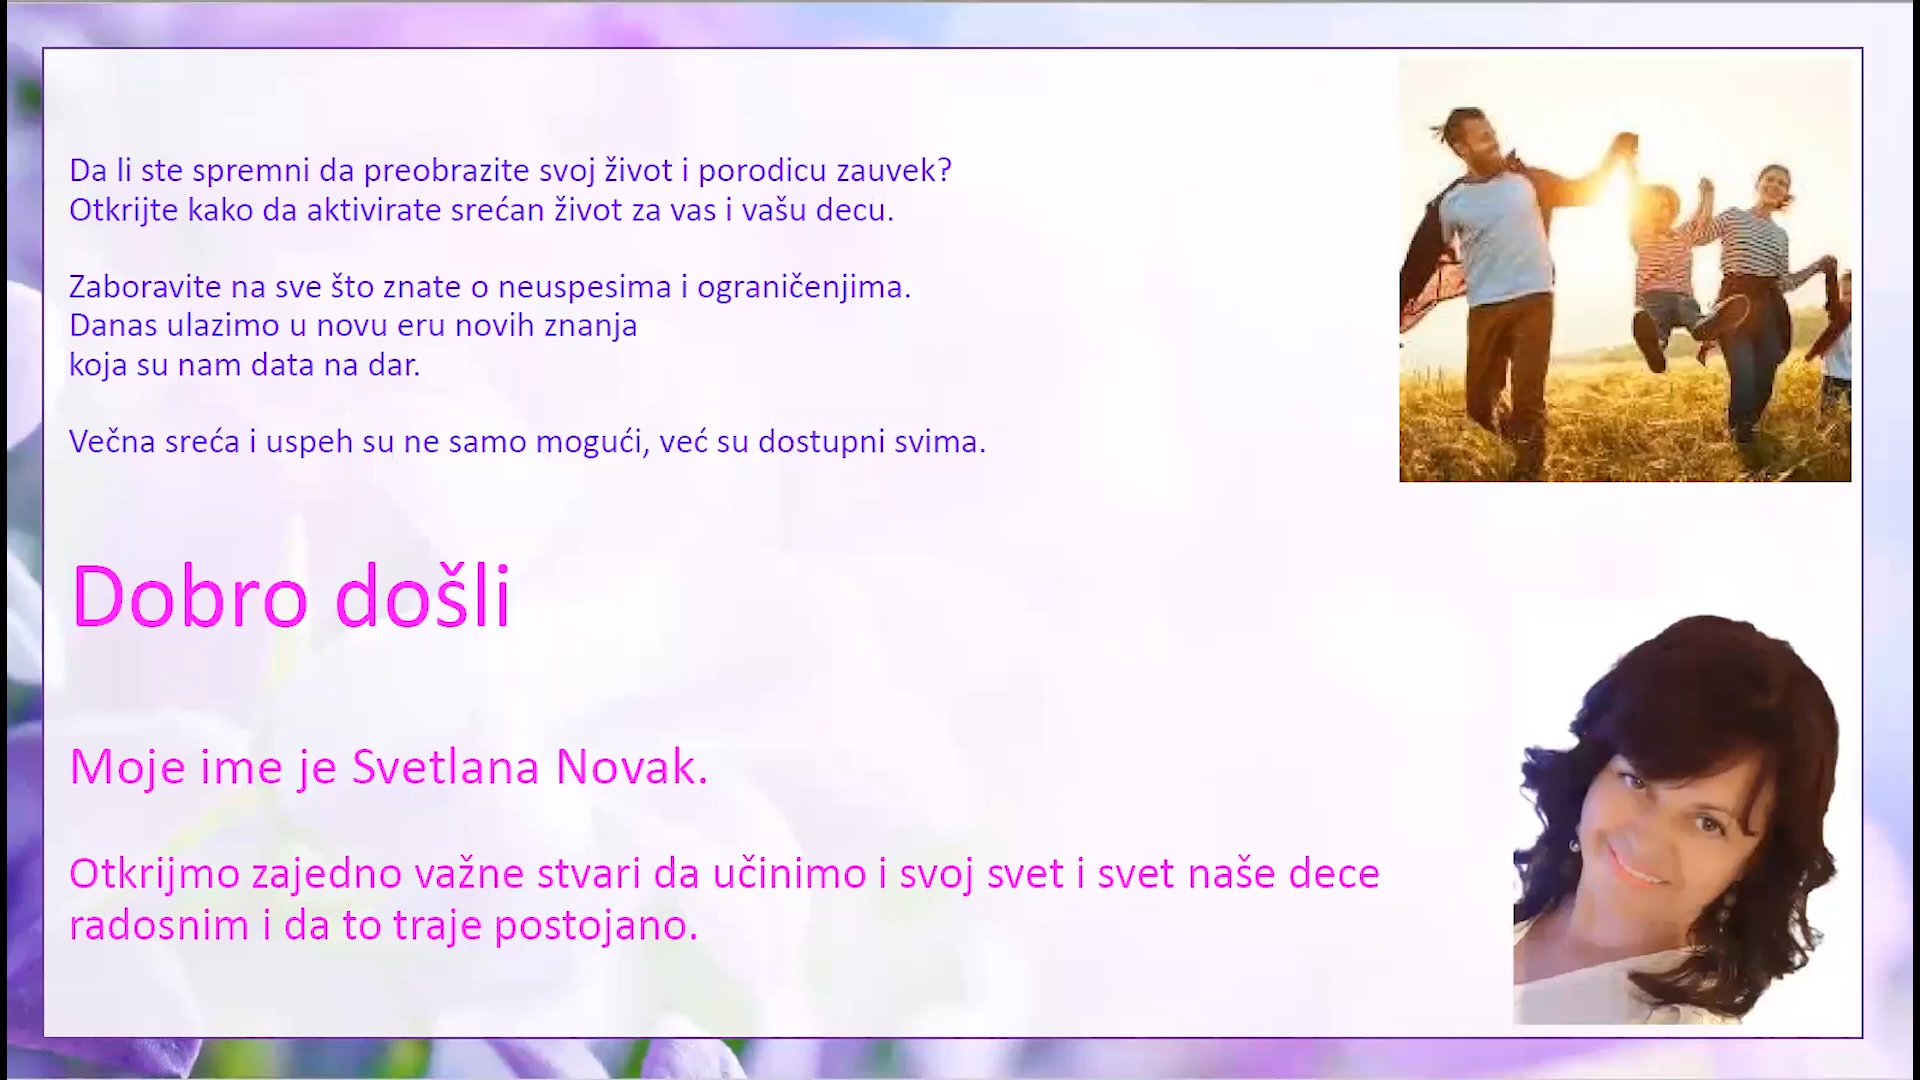 Da li ste spremni da preobrazite svoj život i porodicu zauvek?
Otkrijte kako da aktivirate srećan život za vas i vašu decu.
Zaboravite na sve što znate o neuspesima i ograničenjima.
Danas ulazimo u novu eru novih znanja
koja su nam data na dar.
Večna sreća i uspeh su ne samo mogući, već su dostupni svima.
Dobro došli
Moje ime je Svetlana Novak.
Otkrijmo zajedno važne stvari da učinimo i svoj svet i svet naše dece
radosnim i da to traje postojano.